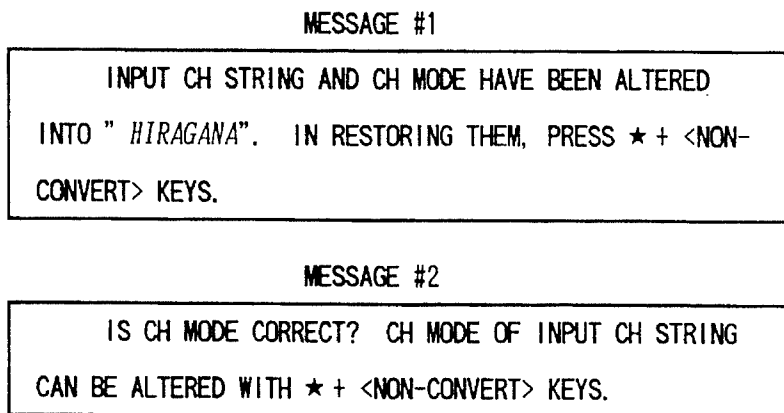 MESSAGE #1
INPUT CH STRING AND CH MODE HAVE BEEN ALTERED
INTO " HIRAGANA". IN RESTORING THEM, PRESS ★ + <NON-
CONVERT> KEYS.
MESSAGE #2
IS CH MODE CORRECT? CH MODE OF INPUT CH STRING
CAN BE ALTERED WITH ★ + <NON-CONVERT> KEYS.